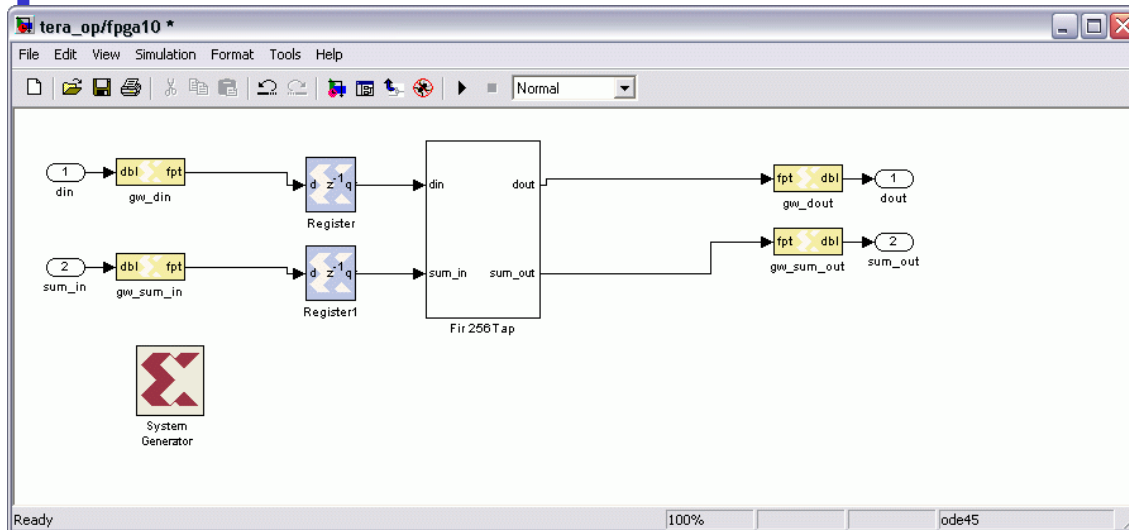 tera_op/fpga10 *
File Edit View Simulation Format Tools Help
Normal
1
din
dbl fpt
gw_din
d z-1 q
Register
din dout
sum_in sum_out
Fir256Tap
fpt dbl
gw_dout
1
dout
2
sum_in
dbl fpt
gw_sum_in
d z-1 q
Register1
fpt dbl
gw_sum_out
2
sum_out
System
Generator
Ready 100% ode45